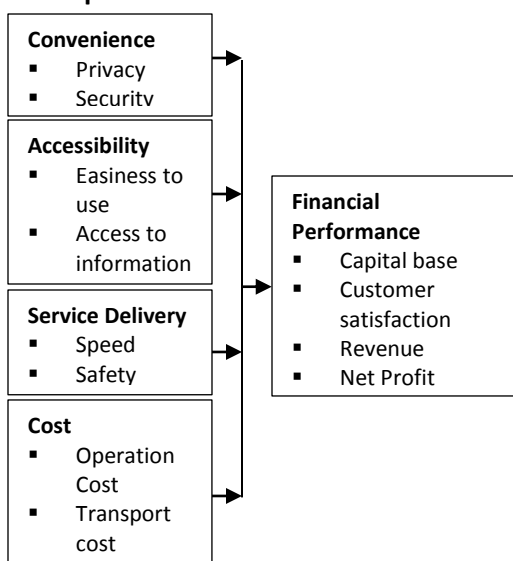 Convenience
▪ Privacy
▪ Security
Accessibility
▪ Easiness to
use
▪ Access to
information
Service Delivery
▪ Speed
▪ Safety
Cost
▪ Operation
Cost
▪ Transport
cost
Financial
Performance
▪ Capital base
▪ Customer
satisfaction
▪ Revenue
▪ Net Profit